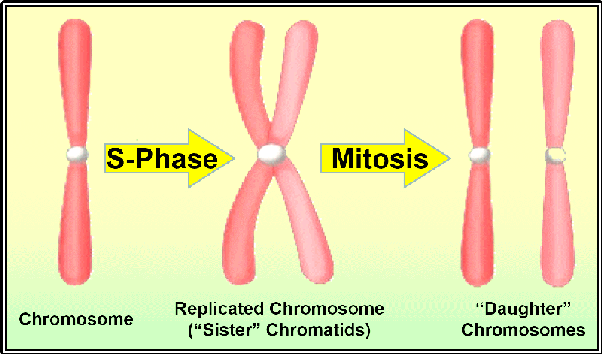 S-Phase
Mitosis
Chromosome
Replicated Chromosome
(“Sister” Chromatids)
“Daughter”
Chromosomes